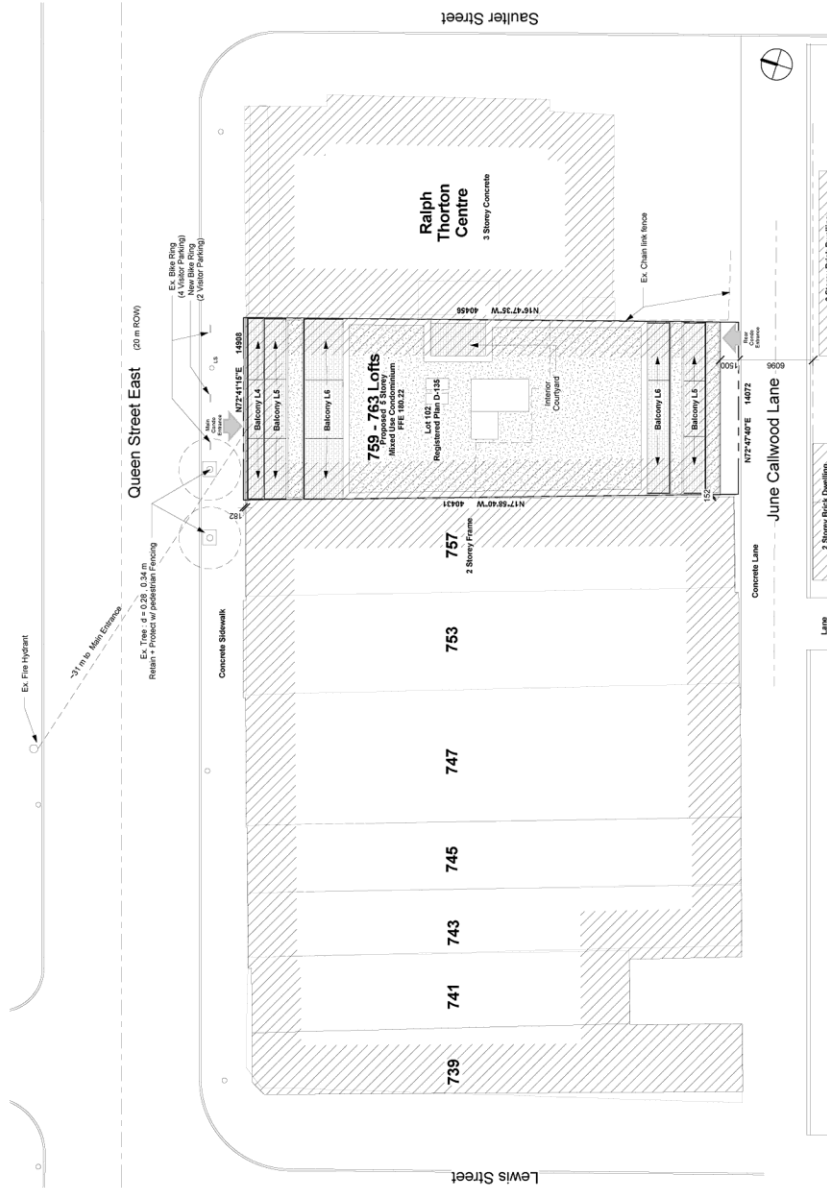 Saulter Street
Queen Street East (20 m ROW)
Ex. Bike Ring
(4 Visitor Parking)
New Bike Ring
(2 Visitor Parking)
LS
Main
Condo
Entrance
N72°41'15"E 14908
182
Ex. Tree : d = 0.28 , 0.34 m
Retain + Protect w/ pedestrian Fencing
~31 m to Main Entrance
Ex. Fire Hydrant
Concrete Sidewalk
Balcony L4
Balcony L5
Balcony L6
759 - 763 Lofts
Proposed 5 Storey
Mixed Use Condominium
FFE 180.22
Lot 102
Registered Plan D-135
Interior
Courtyard
Balcony L6
Balcony L5
N16°47'35"W 40456
N17°58'40"W 40431
Ralph
Thorton
Centre
3 Storey Concrete
Ex. Chain link fence
Rear
Condo
Entrance
1500
6090
152
N72°47'40"E 14072
June Callwood Lane
Concrete Lane
2 Storey Brick Dwelling
Lane
757
2 Storey Frame
753
747
745
743
741
739
Lewis Street